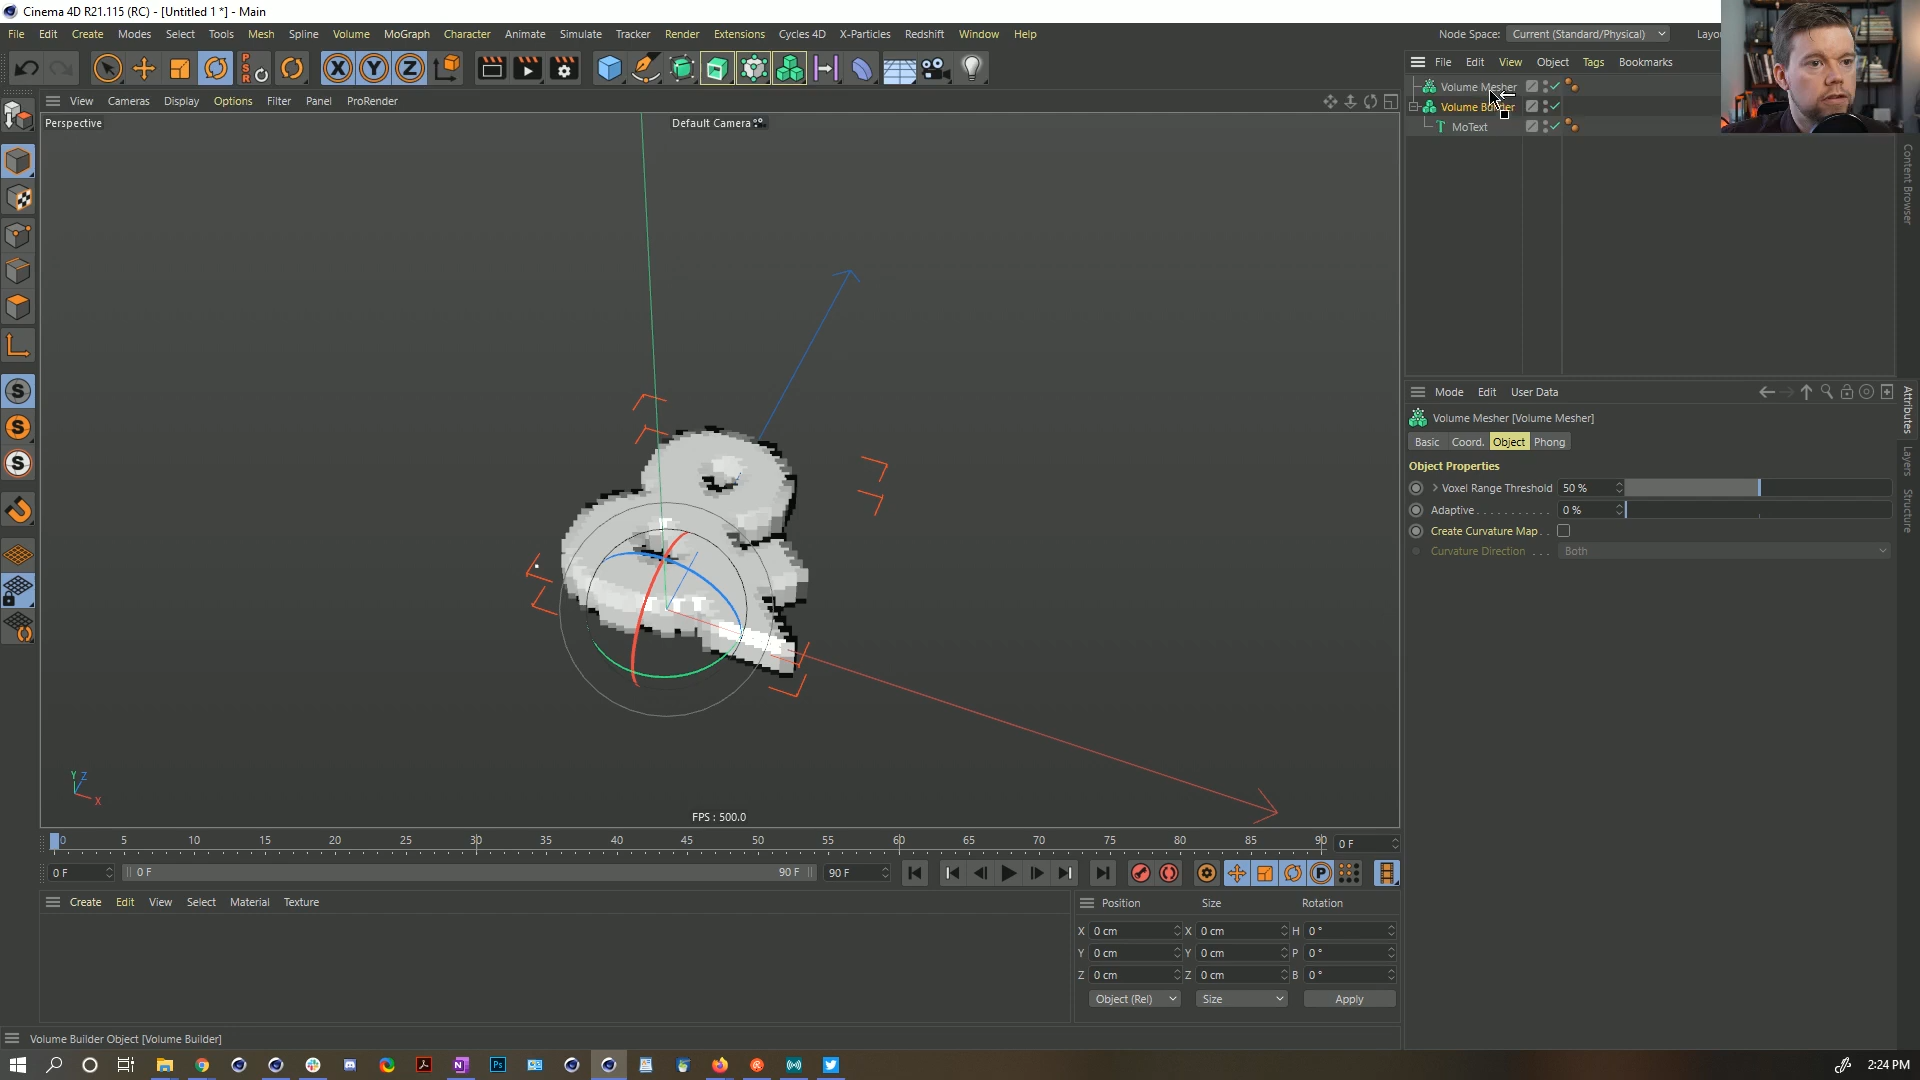 Cinema 4D R21.115 (RC) - [Untitled 1 *] - Main
File Edit Create Modes Select Tools Mesh Spline Volume MoGraph Character Animate Simulate Tracker Render Extensions Cycles 4D X-Particles Redshift Window Help
Node Space: Current (Standard/Physical)
X Y Z
PSR
File Edit View Object Tags Bookmarks
View Cameras Display Options Filter Panel ProRender
Perspective
Default Camera
Volume Mesher
MoText
Content Browser
Mode Edit User Data
Volume Mesher [Volume Mesher]
Basic Coord. Object Phong
Object Properties
Voxel Range Threshold 50 %
Adaptive 0 %
Create Curvature Map
Curvature Direction Both
Attributes
Layers
Structure
Y Z
X
FPS : 500.0
0 5 10 15 20 25 30 35 40 45 50 55 60 65 70 75 80 85 90 0 F
0 F 0 F 90 F 90 F
Create Edit View Select Material Texture
Position Size Rotation
X 0 cm X 0 cm H 0 °
Y 0 cm Y 0 cm P 0 °
Z 0 cm Z 0 cm B 0 °
Object (Rel) Size Apply
Volume Builder Object [Volume Builder]
2:24 PM